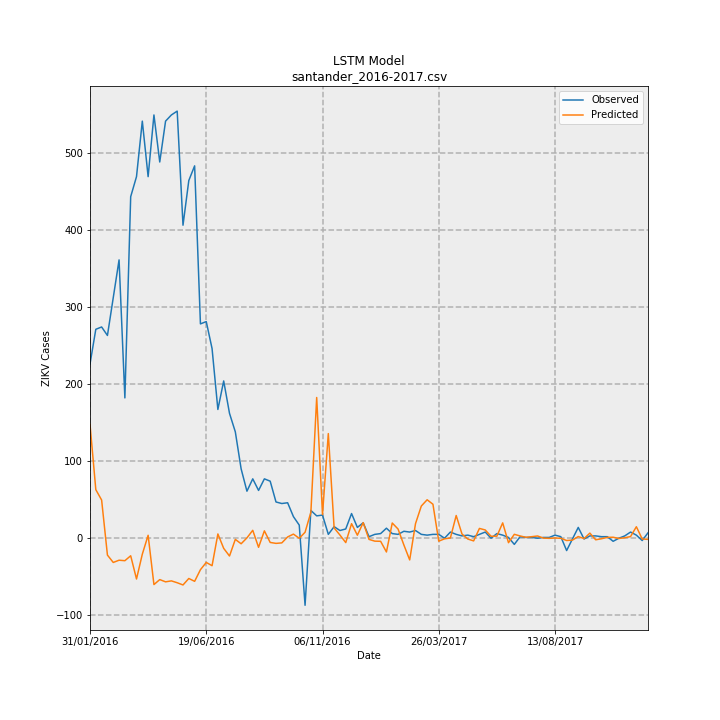 LSTM Model
santander_2016-2017.csv
Observed
Predicted
500
400
300
200
100
0
−100
ZIKV Cases
31/01/2016
19/06/2016
06/11/2016
26/03/2017
13/08/2017
Date